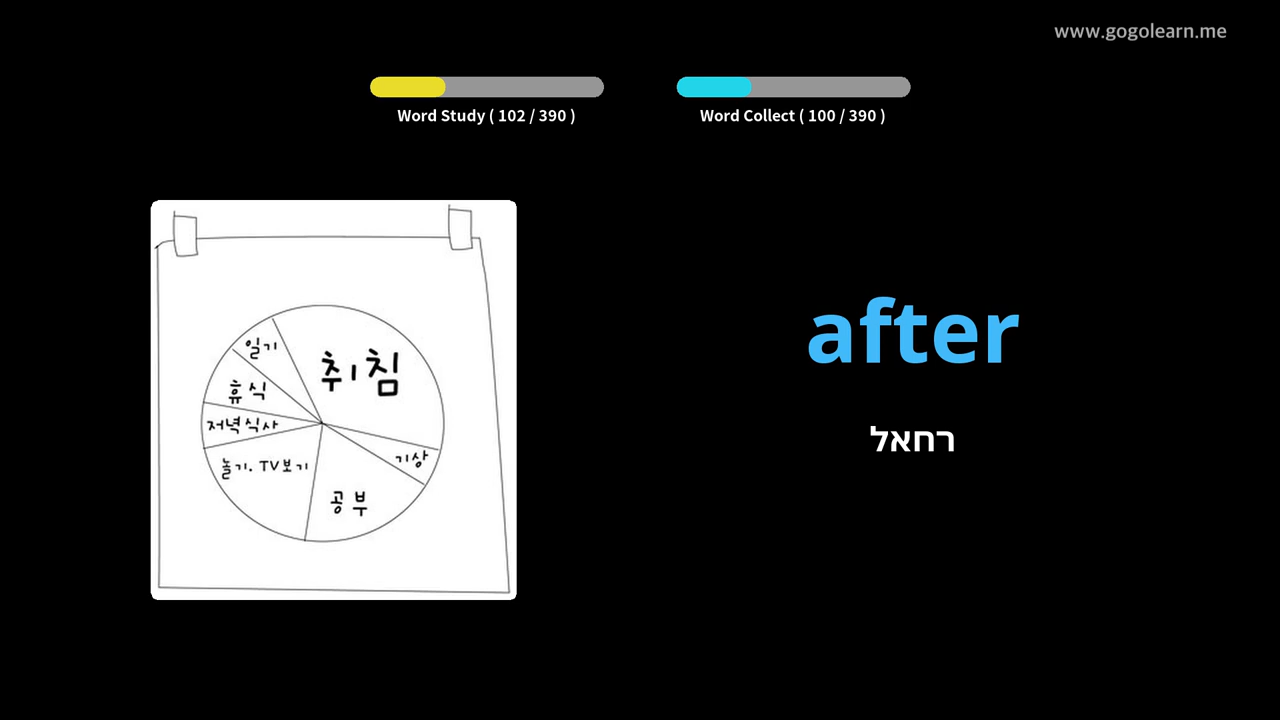 www.gogolearn.me
Word Study ( 102 / 390 )
Word Collect ( 100 / 390 )
일기
취침
휴식
저녁식사
기상
놀기. TV보기
공부
after
רחאל